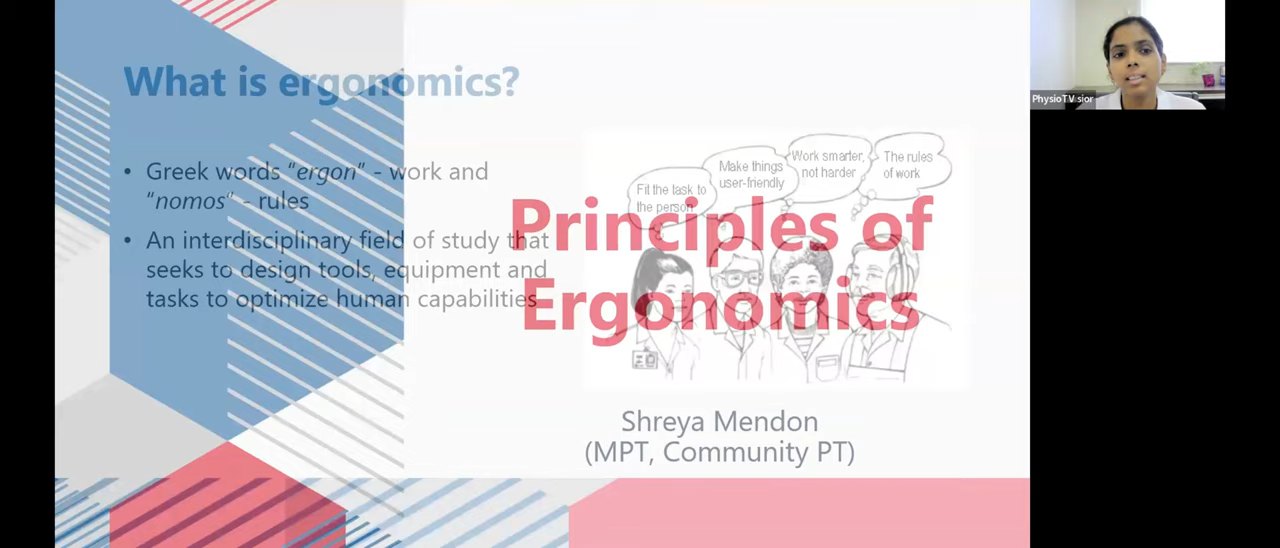 What is ergonomics?
• Greek words "ergon" - work and
"nomos" - rules
• An interdisciplinary field of study that
seeks to design tools, equipment and
tasks to optimize human capabilities
Fit the task to
the person
Make things
user-friendly
Work smarter,
not harder
The rules
of work
Principles of
Ergonomics
Shreya Mendon
(MPT, Community PT)
PhysioTV sior